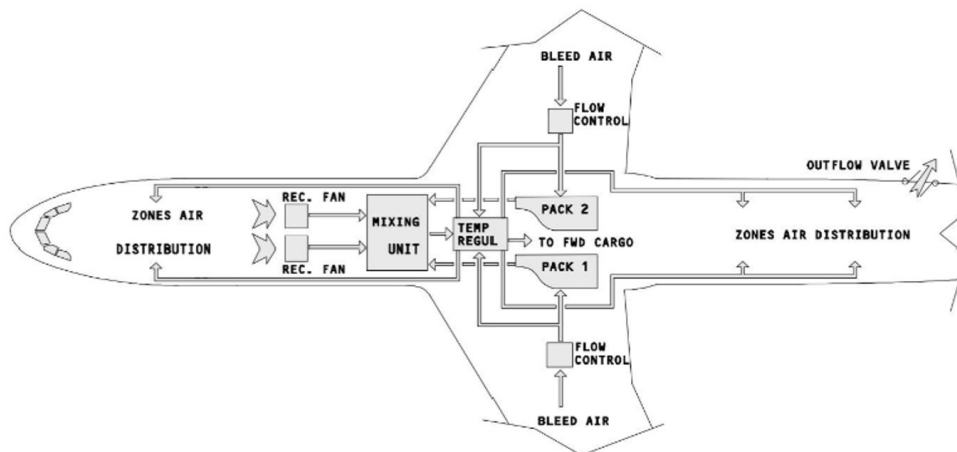 BLEED AIR
FLOW
CONTROL
OUTFLOW VALVE
REC. FAN
ZONES AIR
DISTRIBUTION
MIXING
UNIT
TEMP
REGUL
PACK 2
TO FWD CARGO
ZONES AIR DISTRIBUTION
PACK 1
REC. FAN
FLOW
CONTROL
BLEED AIR